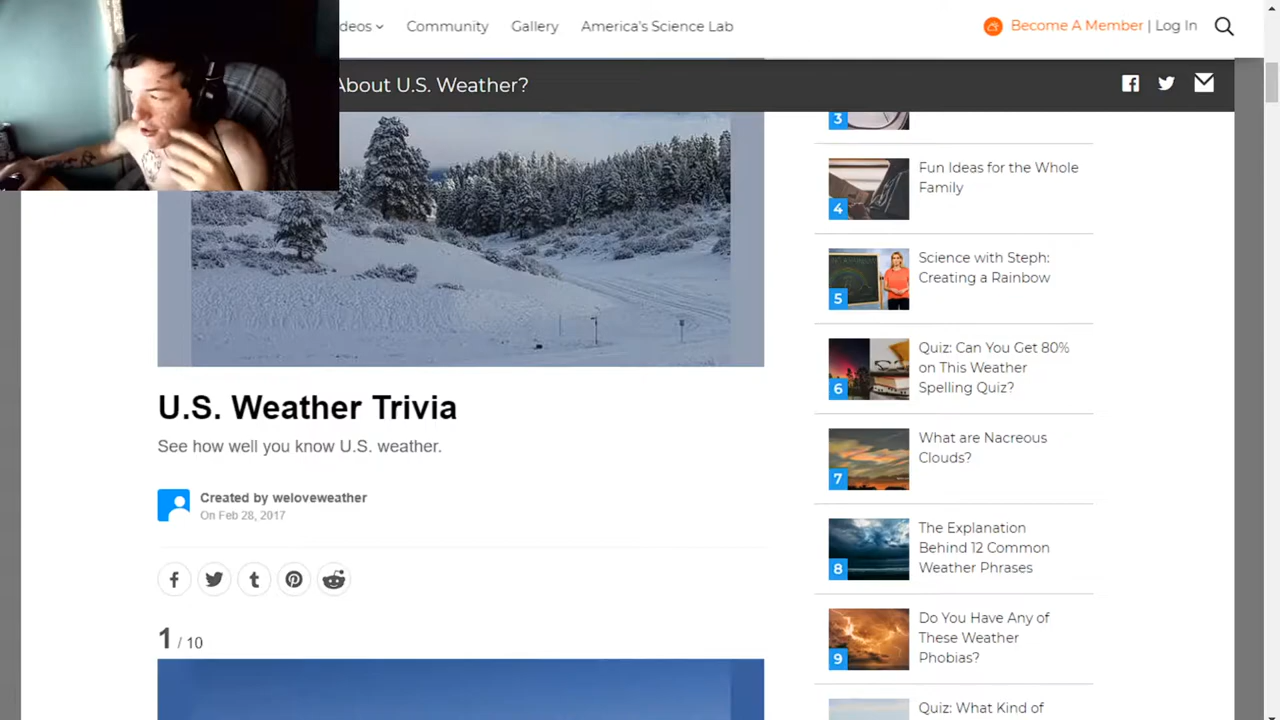 deos
Community
Gallery
America's Science Lab
Become A Member | Log In
About U.S. Weather?
3
Fun Ideas for the Whole
Family
4
Science with Steph:
Creating a Rainbow
5
Quiz: Can You Get 80%
on This Weather
Spelling Quiz?
6
What are Nacreous
Clouds?
7
The Explanation
Behind 12 Common
Weather Phrases
8
Do You Have Any of
These Weather
Phobias?
9
Quiz: What Kind of
U.S. Weather Trivia
See how well you know U.S. weather.
Created by weloveweather
On Feb 28, 2017
1 / 10